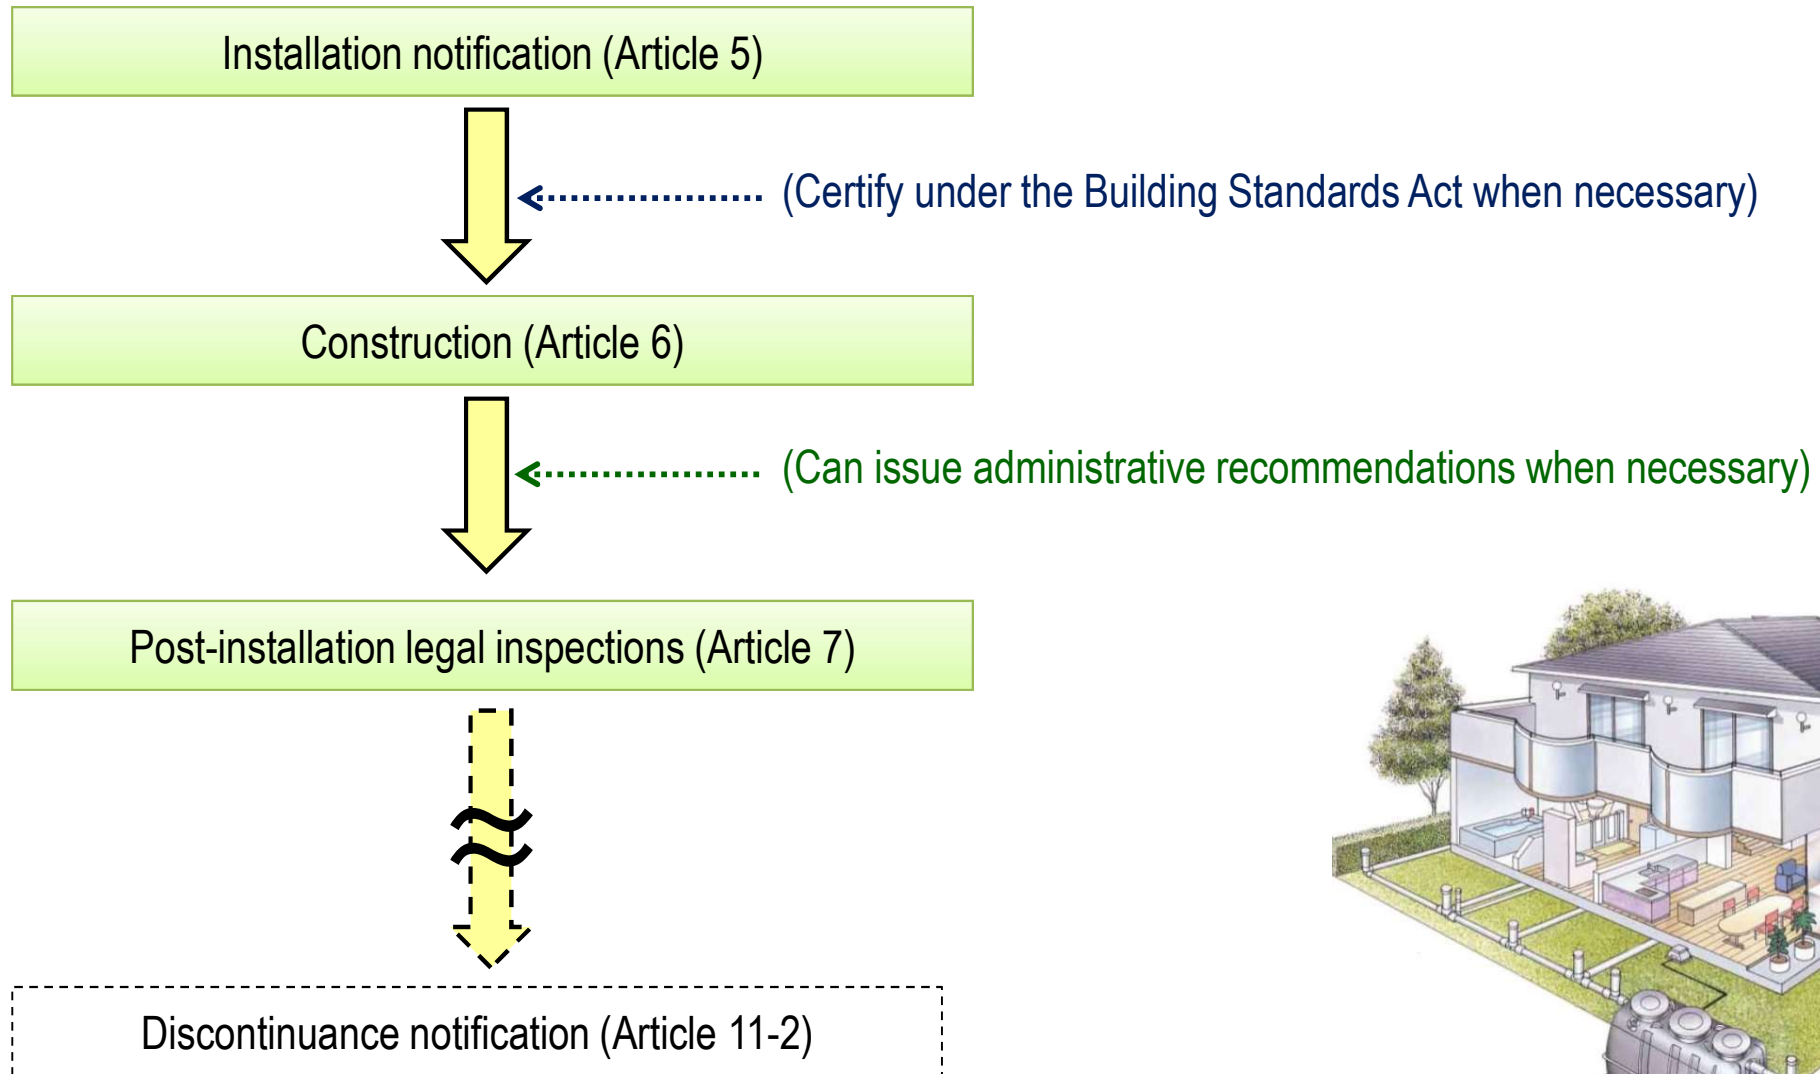 Installation notification (Article 5)
(Certify under the Building Standards Act when necessary)
Construction (Article 6)
(Can issue administrative recommendations when necessary)
Post-installation legal inspections (Article 7)
Discontinuance notification (Article 11-2)